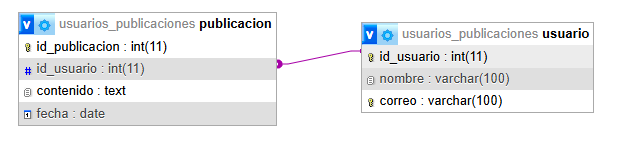 usuarios_publicaciones publicacion
id_publicacion : int(11)
# id_usuario : int(11)
contenido : text
fecha : date
usuarios_publicaciones usuario
id_usuario : int(11)
nombre : varchar(100)
correo : varchar(100)